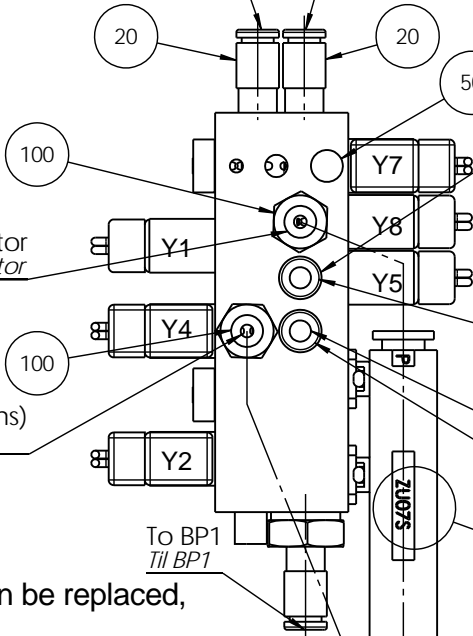 20
20
50
100
Y7
Y8
tor
tor
Y1
Y5
Y4
100
P
ns)
Y2
ZU07S
To BP1
Til BP1
n be replaced,